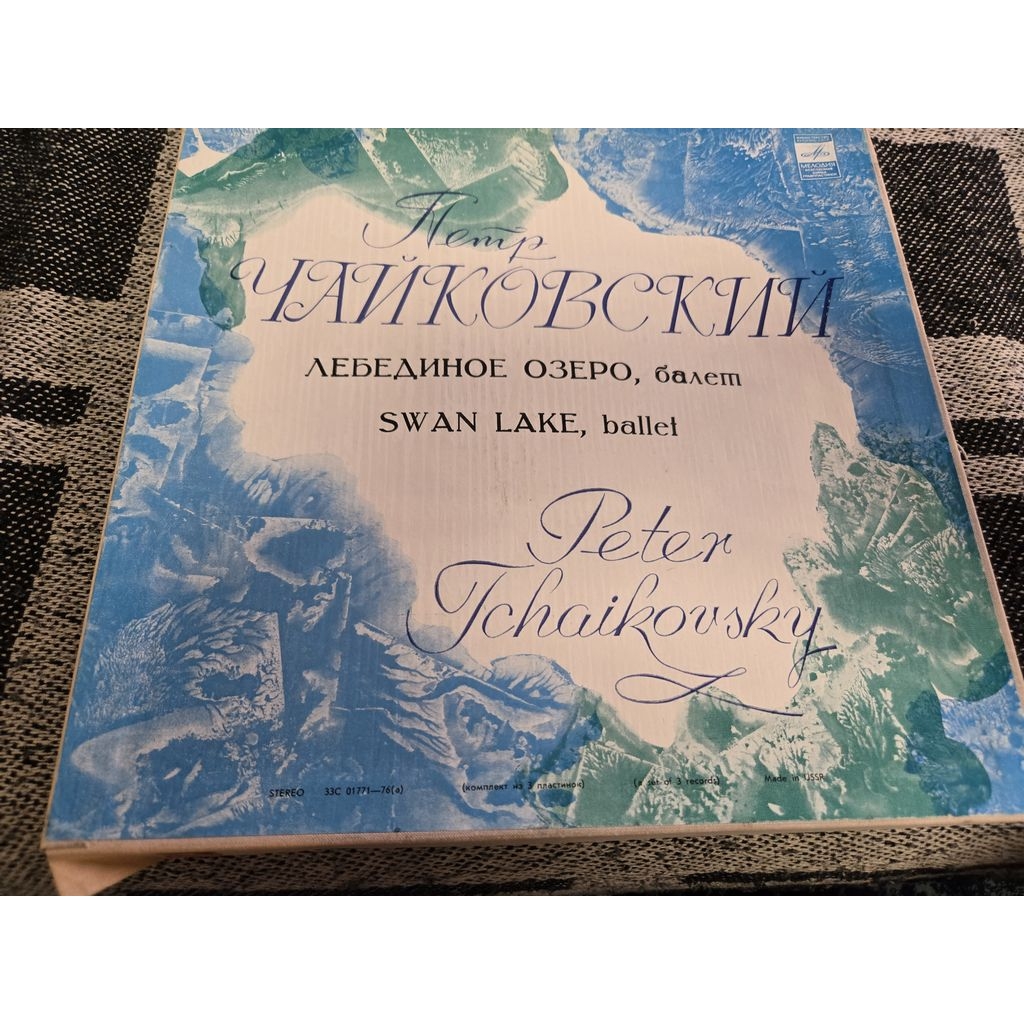 МЕЛОДИЯ
Петр
ЧАЙКОВСКИЙ
ЛЕБЕДИНОЕ ОЗЕРО, балет
SWAN LAKE, ballet
Peter
Tchaikovsky
STEREO 33С 01771—76(а) (комплект из 3 пластинок) (a set of 3 records) Made in USSR